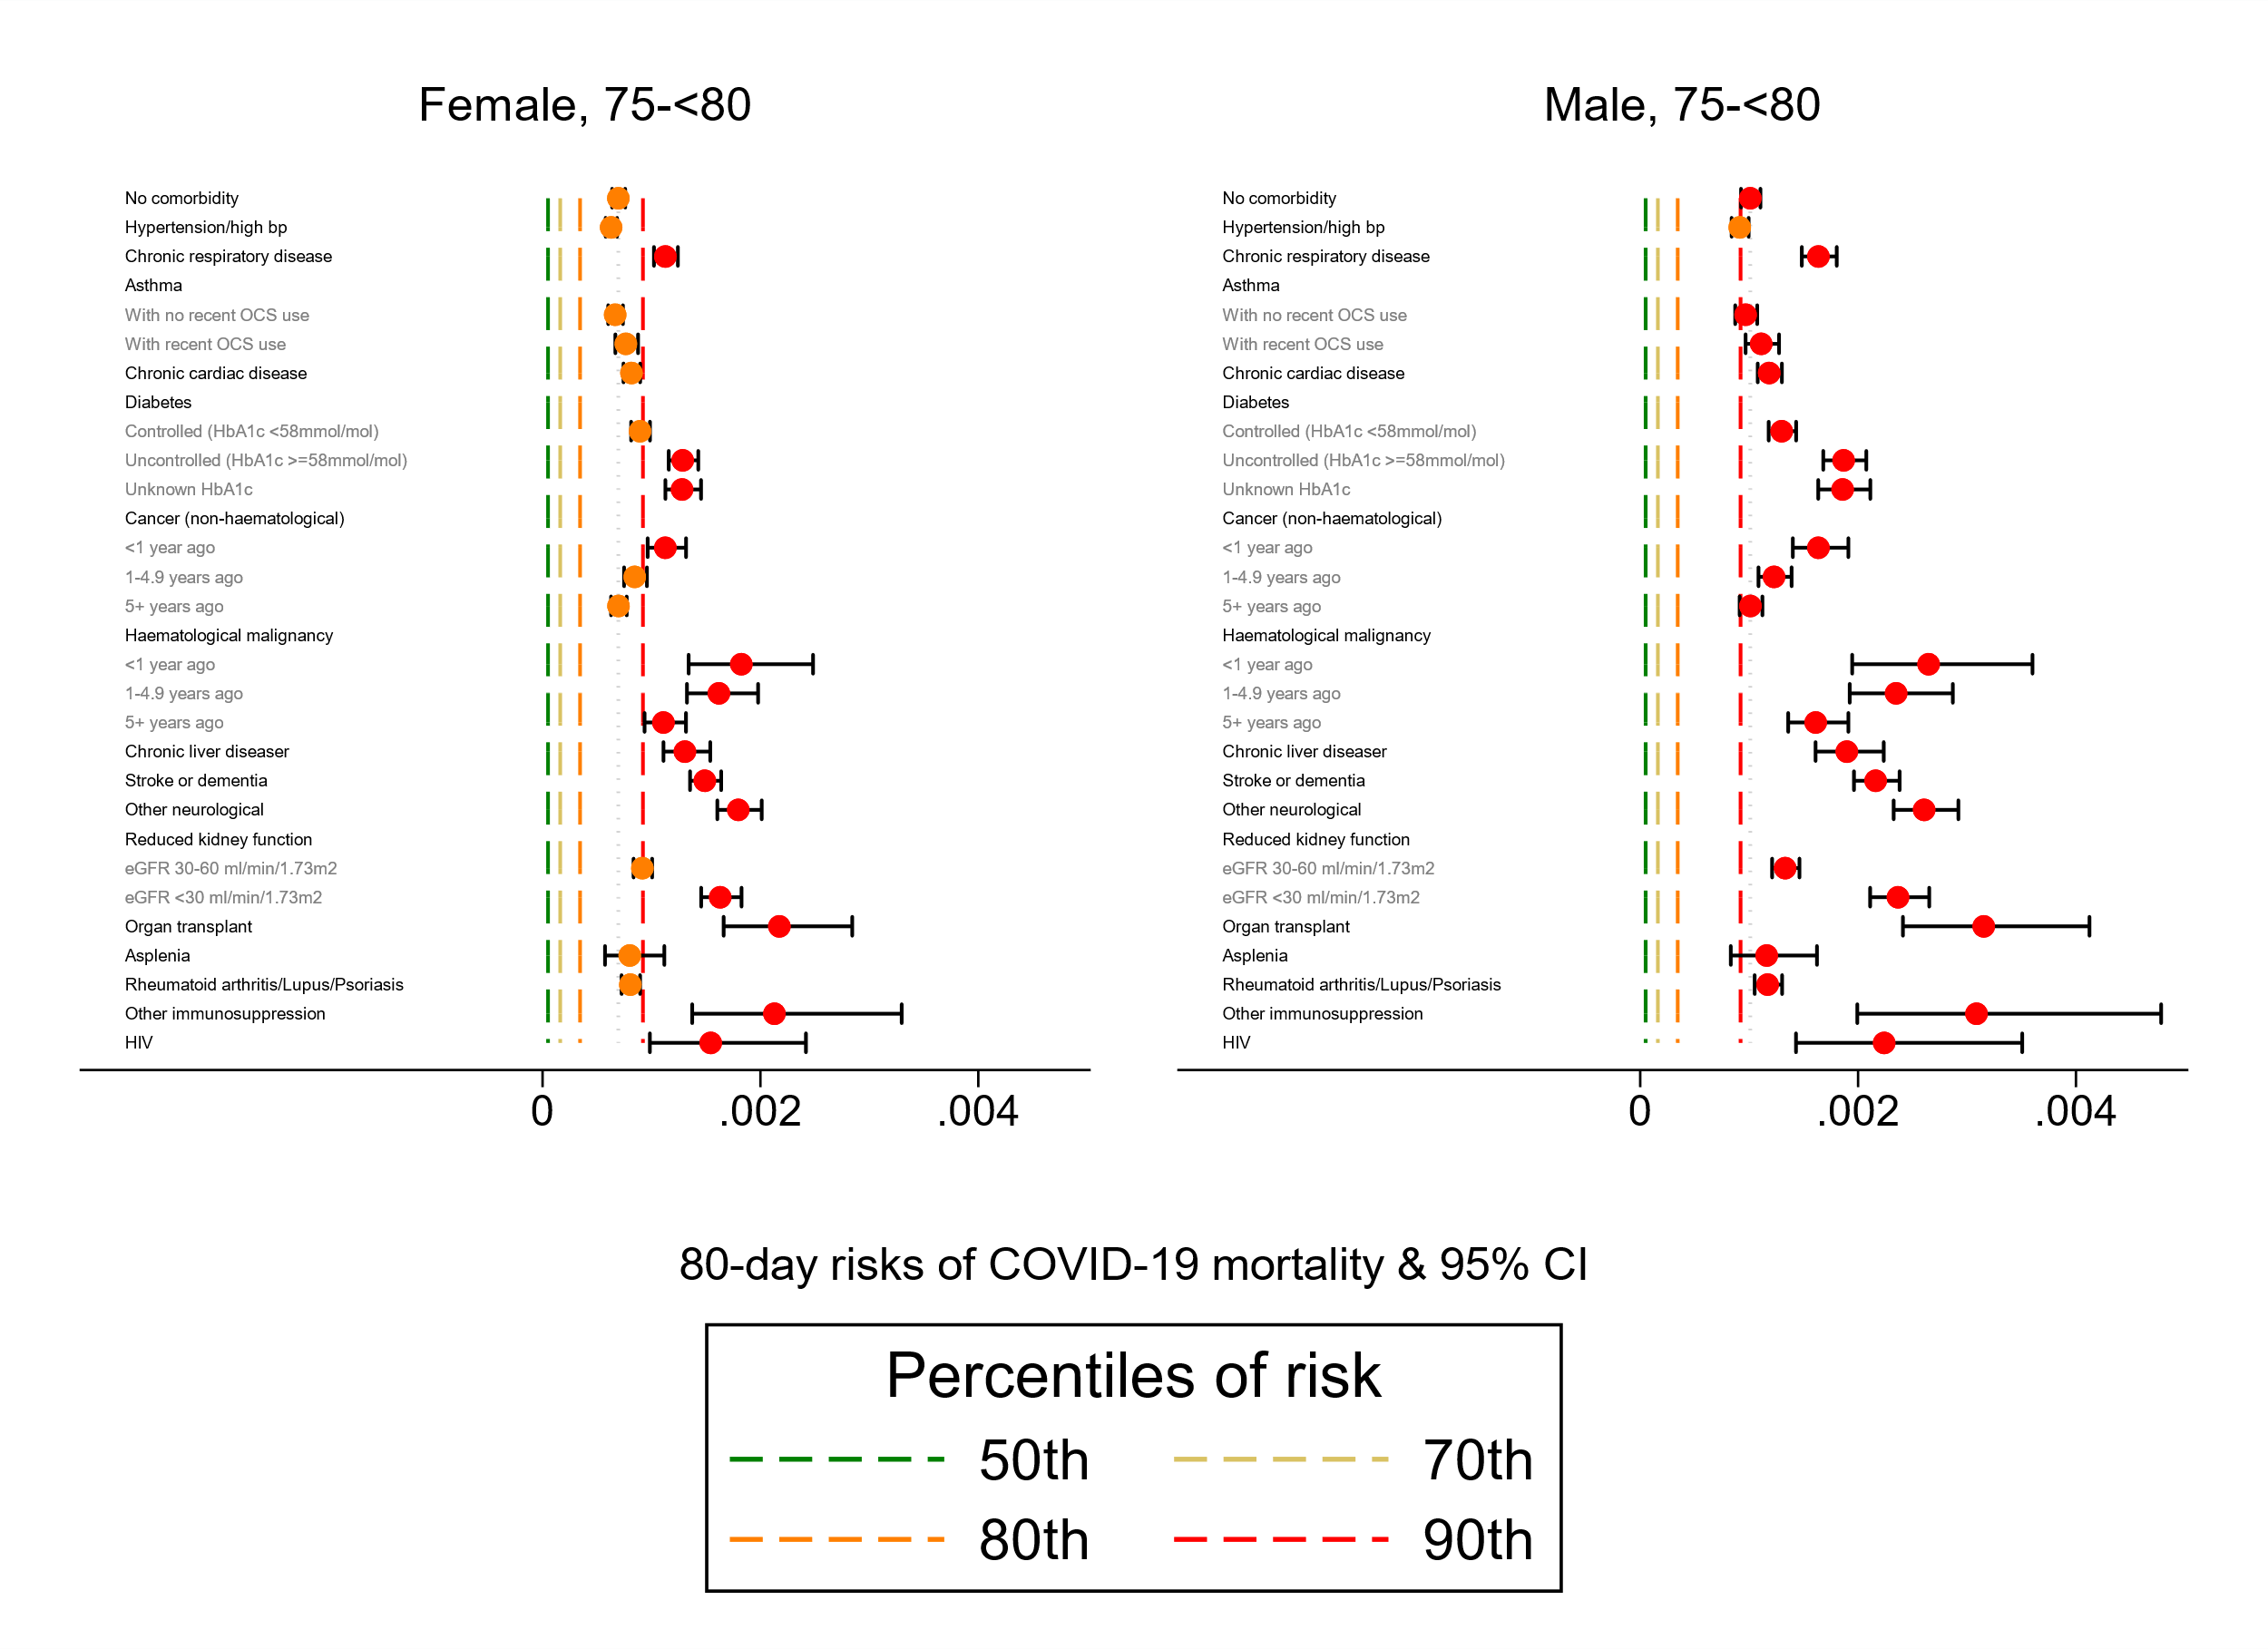 Female, 75-<80
No comorbidity
Hypertension/high bp
Chronic respiratory disease
Asthma
With no recent OCS use
With recent OCS use
Chronic cardiac disease
Diabetes
Controlled (HbA1c <58mmol/mol)
Uncontrolled (HbA1c >=58mmol/mol)
Unknown HbA1c
Cancer (non-haematological)
<1 year ago
1-4.9 years ago
5+ years ago
Haematological malignancy
<1 year ago
1-4.9 years ago
5+ years ago
Chronic liver diseaser
Stroke or dementia
Other neurological
Reduced kidney function
eGFR 30-60 ml/min/1.73m2
eGFR <30 ml/min/1.73m2
Organ transplant
Asplenia
Rheumatoid arthritis/Lupus/Psoriasis
Other immunosuppression
HIV
0 .002 .004
Male, 75-<80
No comorbidity
Hypertension/high bp
Chronic respiratory disease
Asthma
With no recent OCS use
With recent OCS use
Chronic cardiac disease
Diabetes
Controlled (HbA1c <58mmol/mol)
Uncontrolled (HbA1c >=58mmol/mol)
Unknown HbA1c
Cancer (non-haematological)
<1 year ago
1-4.9 years ago
5+ years ago
Haematological malignancy
<1 year ago
1-4.9 years ago
5+ years ago
Chronic liver diseaser
Stroke or dementia
Other neurological
Reduced kidney function
eGFR 30-60 ml/min/1.73m2
eGFR <30 ml/min/1.73m2
Organ transplant
Asplenia
Rheumatoid arthritis/Lupus/Psoriasis
Other immunosuppression
HIV
0 .002 .004
80-day risks of COVID-19 mortality & 95% CI
Percentiles of risk
50th 70th
80th 90th